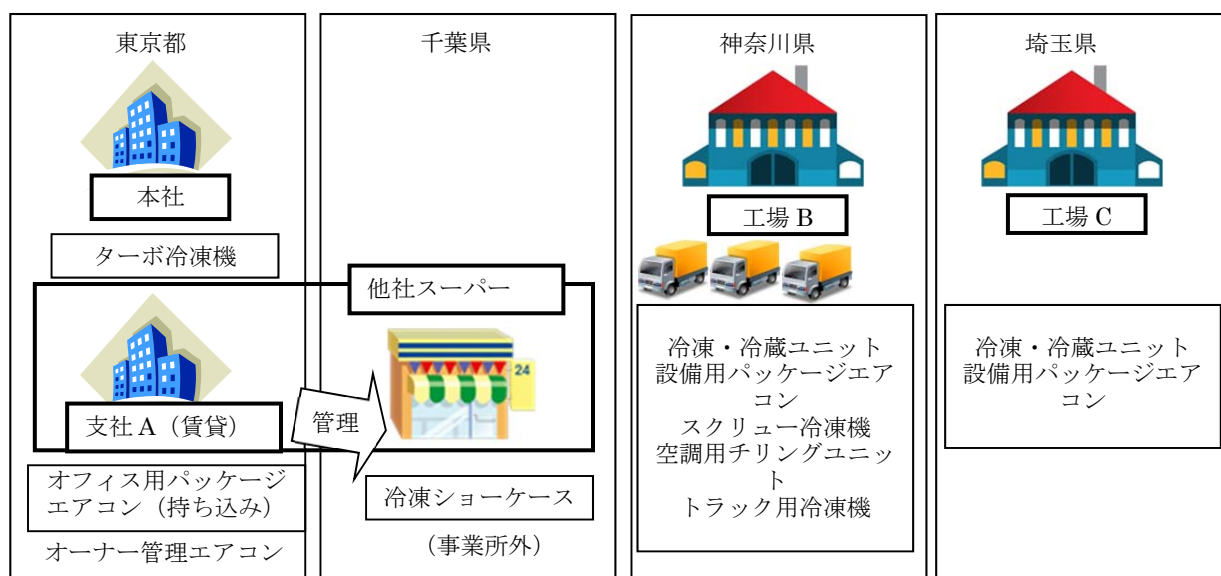 東京都
本社
ターボ冷凍機
支社 A（賃貸）
オフィス用パッケージ
エアコン（持ち込み）
オーナー管理エアコン
管理
千葉県
他社スーパー
24
冷凍ショーケース
（事業所外）
神奈川県
工場 B
冷凍・冷蔵ユニット
設備用パッケージエア
コン
スクリュー冷凍機
空調用チリングユニッ
ト
トラック用冷凍機
埼玉県
工場 C
冷凍・冷蔵ユニット
設備用パッケージエア
コン